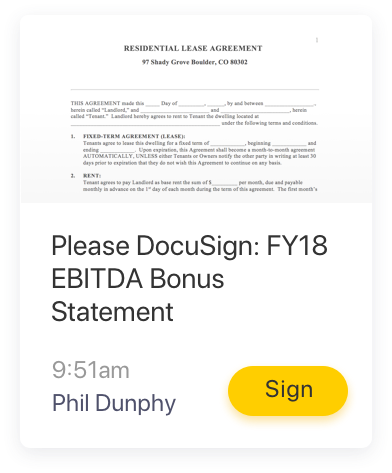 RESIDENTIAL LEASE AGREEMENT
97 Shady Grove Boulder, CO 80302
THIS AGREEMENT made this _____ Day of _________, _____, by and between _________________,
herein called “Landlord,” and _________________________ and _________________, herein
called “Tenant.” Landlord hereby agrees to rent to Tenant the dwelling located at
_________________________________________________ under the following terms and conditions.
1. FIXED-TERM AGREEMENT (LEASE):
Tenants agree to lease this dwelling for a fixed term of ____________, beginning ____________ and
ending ____________. Upon expiration, this Agreement shall become a month-to-month agreement
AUTOMATICALLY, UNLESS either Tenants or Owners notify the other party in writing at least 30
days prior to expiration that they do not wish this Agreement to continue on any basis.
2. RENT:
Tenant agrees to pay Landlord as base rent the sum of $_________ per month, due and payable
monthly in advance on the 1st day of each month during the term of this agreement. The first month's
Please DocuSign: FY18
EBITDA Bonus
Statement
9:51am
Phil Dunphy
Sign